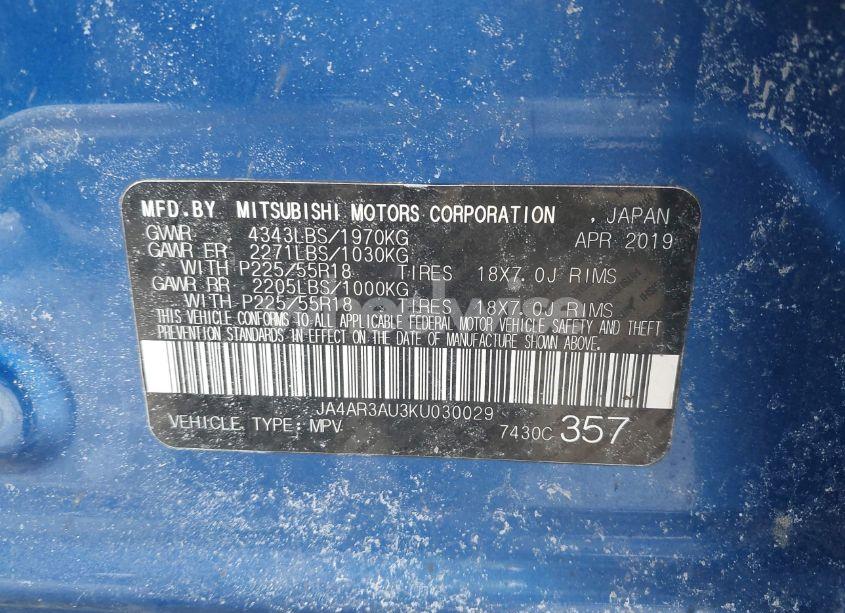 MFD.BY MITSUBISHI MOTORS CORPORATION , JAPAN
GVWR 4343LBS/1970KG APR 2019
GAWR FR 2271LBS/1030KG
WITH P225/55R18 TIRES 18X7.0J RIMS
GAWR RR 2205LBS/1000KG
WITH P225/55R18 TIRES 18X7.0J RIMS
THIS VEHICLE CONFORMS TO ALL APPLICABLE FEDERAL MOTOR VEHICLE SAFETY AND THEFT
PREVENTION STANDARDS IN EFFECT ON THE DATE OF MANUFACTURE SHOWN ABOVE.
JA4AR3AU3KU030029
VEHICLE TYPE: MPV 7430C 357